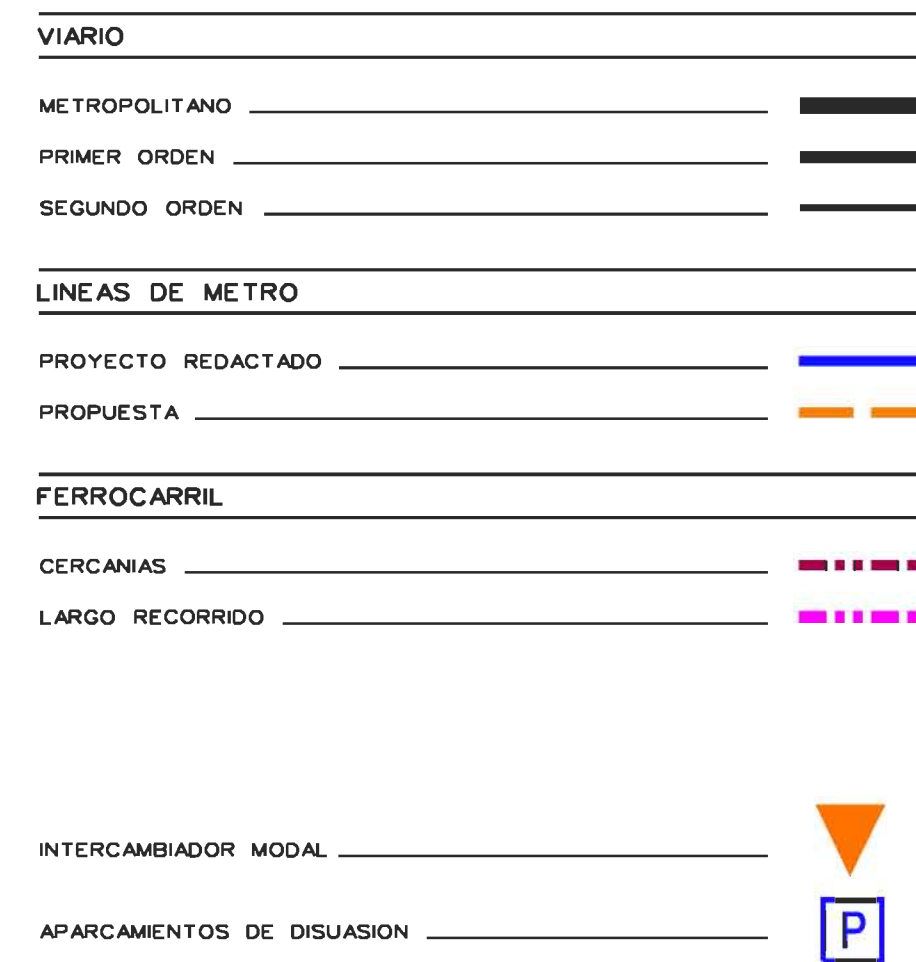 VIARIO
METROPOLITANO
PRIMER ORDEN
SEGUNDO ORDEN
LINEAS DE METRO
PROYECTO REDACTADO
PROPUESTA
FERROCARRIL
CERCANIAS
LARGO RECORRIDO
INTERCAMBIADOR MODAL
APARCAMIENTOS DE DISUASION P